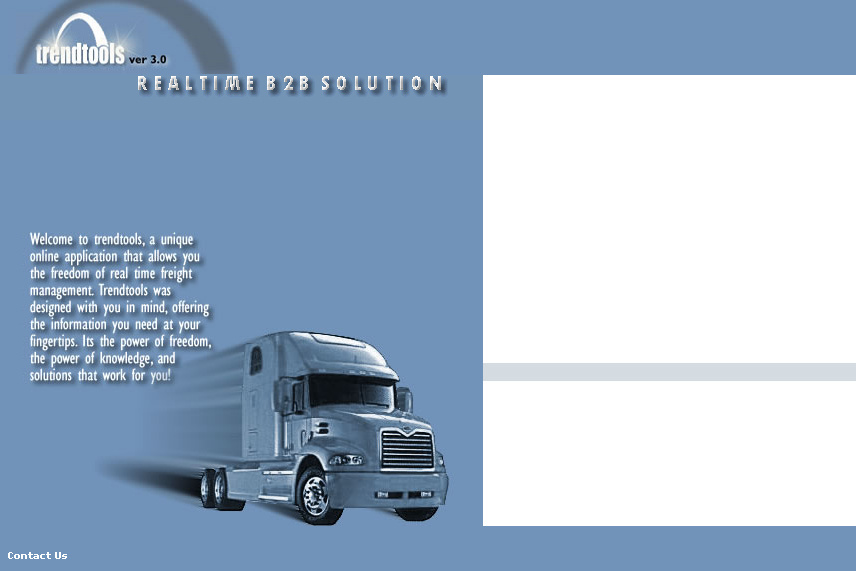 trendtools ver 3.0
REALTIME B2B SOLUTION
Welcome to trendtools, a unique
online application that allows you
the freedom of real time freight
management. Trendtools was
designed with you in mind, offering
the information you need at your
fingertips. Its the power of freedom,
the power of knowledge, and
solutions that work for you!
Contact Us